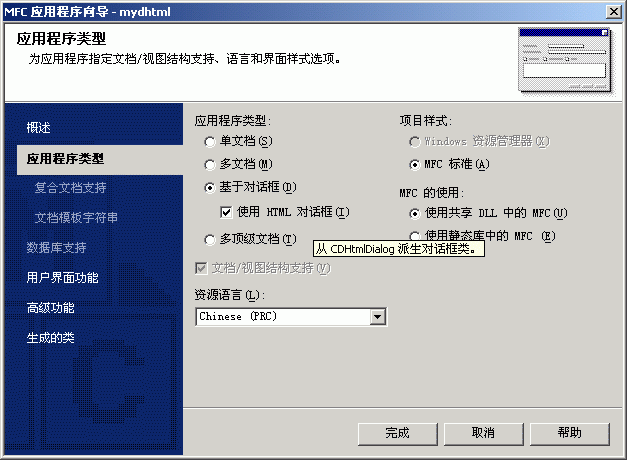 MFC 应用程序向导 - mydhtml
应用程序类型
为应用程序指定文档/视图结构支持、语言和界面样式选项。
概述
应用程序类型
复合文档支持
文档模板字符串
数据库支持
用户界面功能
高级功能
生成的类
应用程序类型:
单文档(S)
多文档(M)
基于对话框(D)
使用 HTML 对话框(I)
多顶级文档(T)
文档/视图结构支持(V)
资源语言(L):
Chinese (PRC)
项目样式:
Windows 资源管理器(X)
MFC 标准(A)
MFC 的使用:
使用共享 DLL 中的 MFC(U)
使用静态库中的 MFC (E)
从 CDHtmlDialog 派生对话框类。
完成
取消
帮助